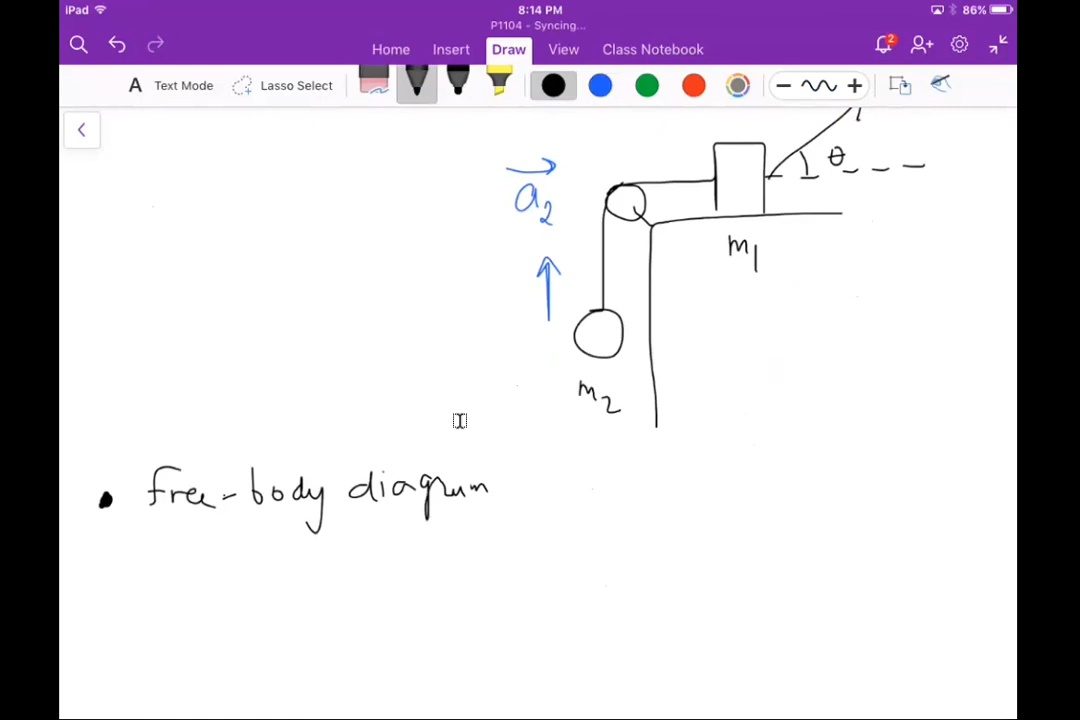 iPad 8:14 PM 86%
P1104 - Syncing...
Home Insert Draw View Class Notebook 2
A Text Mode Lasso Select
θ
a₂
m₁
m₂
• free-body diagram